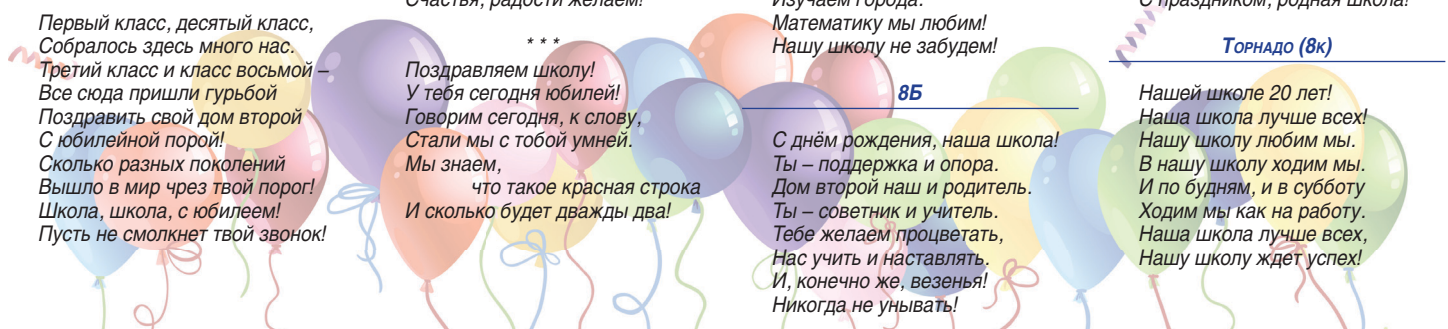 Первый класс, десятый класс,
Собралось здесь много нас.
Третий класс и класс восьмой –
Все сюда пришли гурьбой
Поздравить свой дом второй
С юбилейной порой!
Сколько разных поколений
Вышло в мир чрез твой порог!
Школа, школа, с юбилеем!
Пусть не смолкнет твой звонок!
Счастья, радости желаем!
* * *
Поздравляем школу!
У тебя сегодня юбилей!
Говорим сегодня, к слову,
Стали мы с тобой умней.
Мы знаем,
что такое красная строка
И сколько будет дважды два!
Изучаем города.
Математику мы любим!
Нашу школу не забудем!
8Б
С днём рождения, наша школа!
Ты – поддержка и опора.
Дом второй наш и родитель.
Ты – советник и учитель.
Тебе желаем процветать,
Нас учить и наставлять.
И, конечно же, везенья!
Никогда не унывать!
С праздником, родная школа!
Торнадо (8к)
Нашей школе 20 лет!
Наша школа лучше всех!
Нашу школу любим мы.
В нашу школу ходим мы.
И по будням, и в субботу
Ходим мы как на работу.
Наша школа лучше всех,
Нашу школу ждет успех!